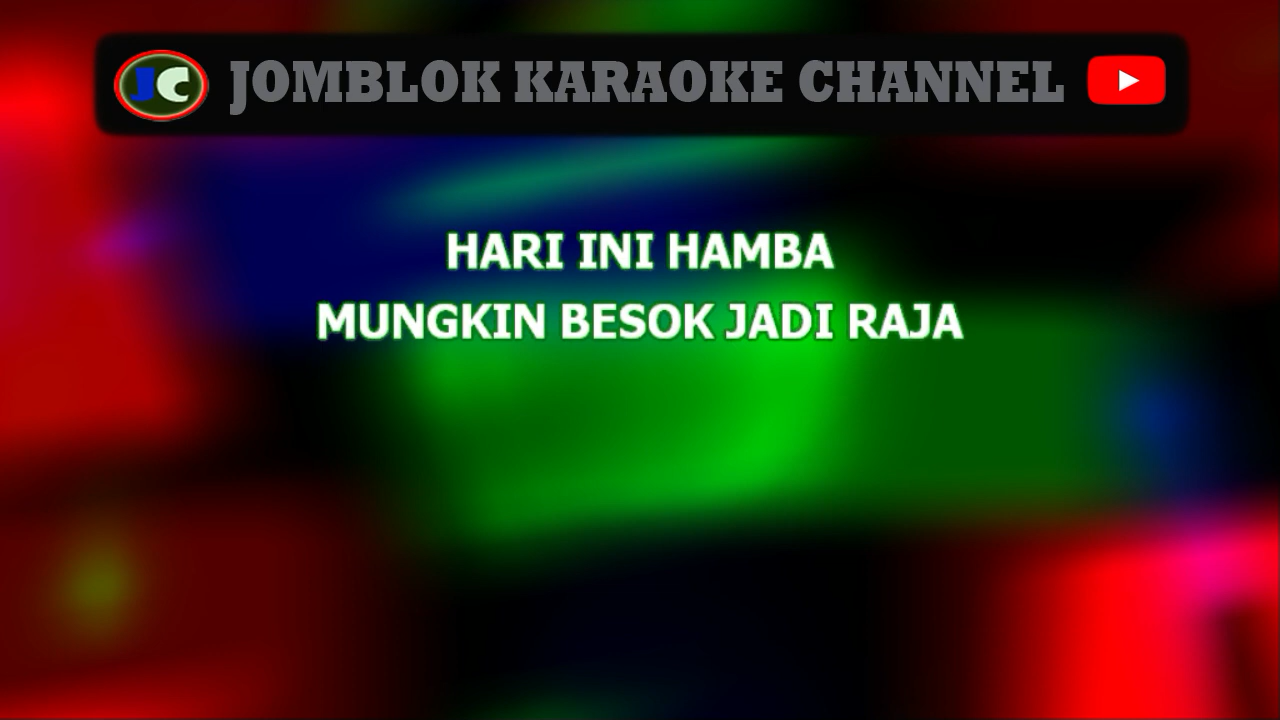 JC JOMBLOK KARAOKE CHANNEL
HARI INI HAMBA
MUNGKIN BESOK JADI RAJA